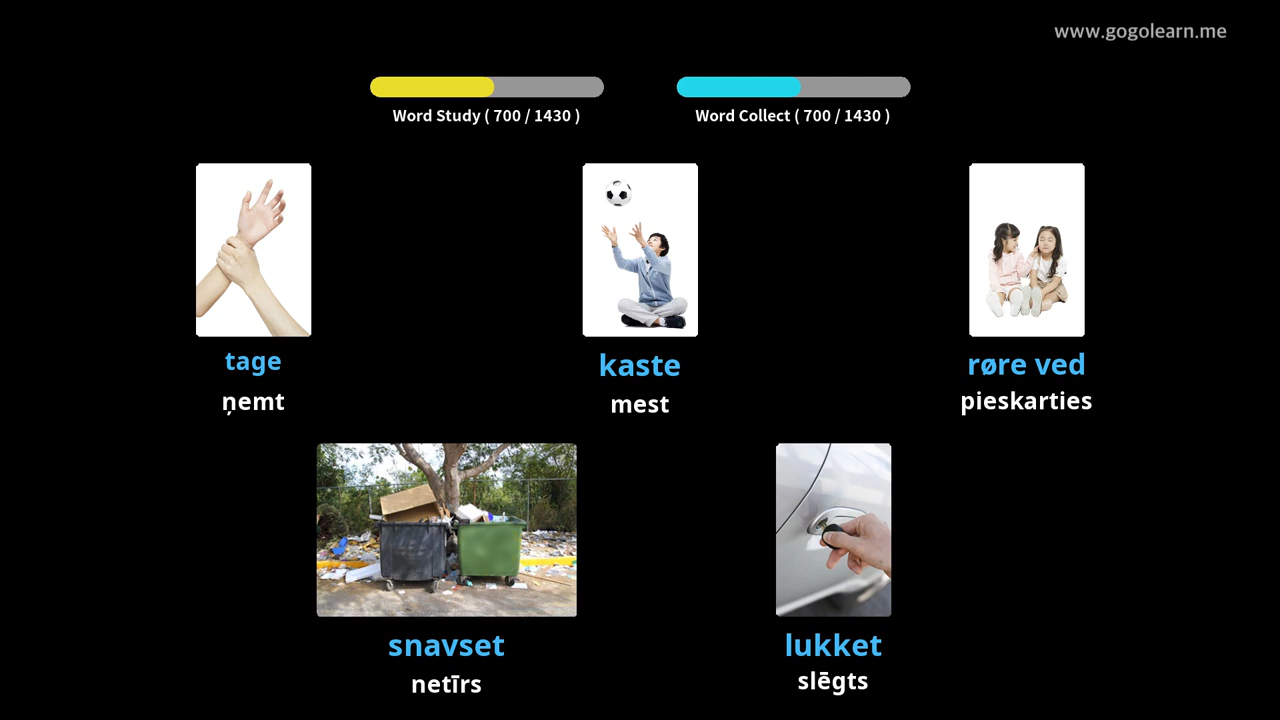 www.gogolearn.me
Word Study ( 700 / 1430 )
Word Collect ( 700 / 1430 )
tage
ņemt
kaste
mest
røre ved
pieskarties
snavset
netīrs
lukket
slēgts